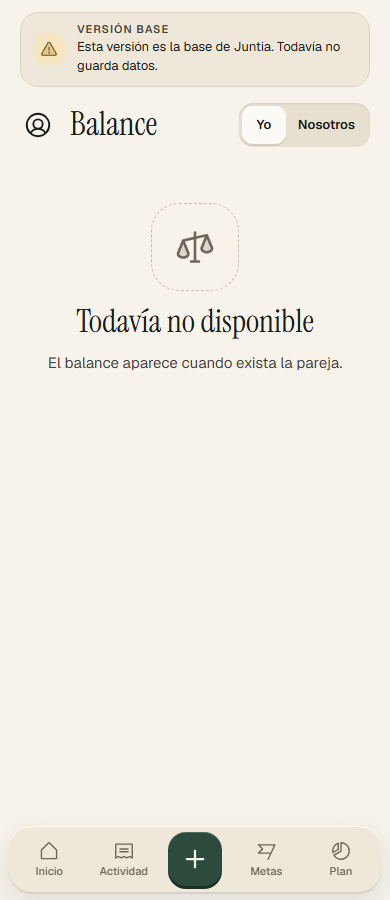 VERSIÓN BASE
Esta versión es la base de Juntia. Todavía no
guarda datos.
Balance
Yo
Nosotros
Todavía no disponible
El balance aparece cuando exista la pareja.
Inicio
Actividad
Metas
Plan